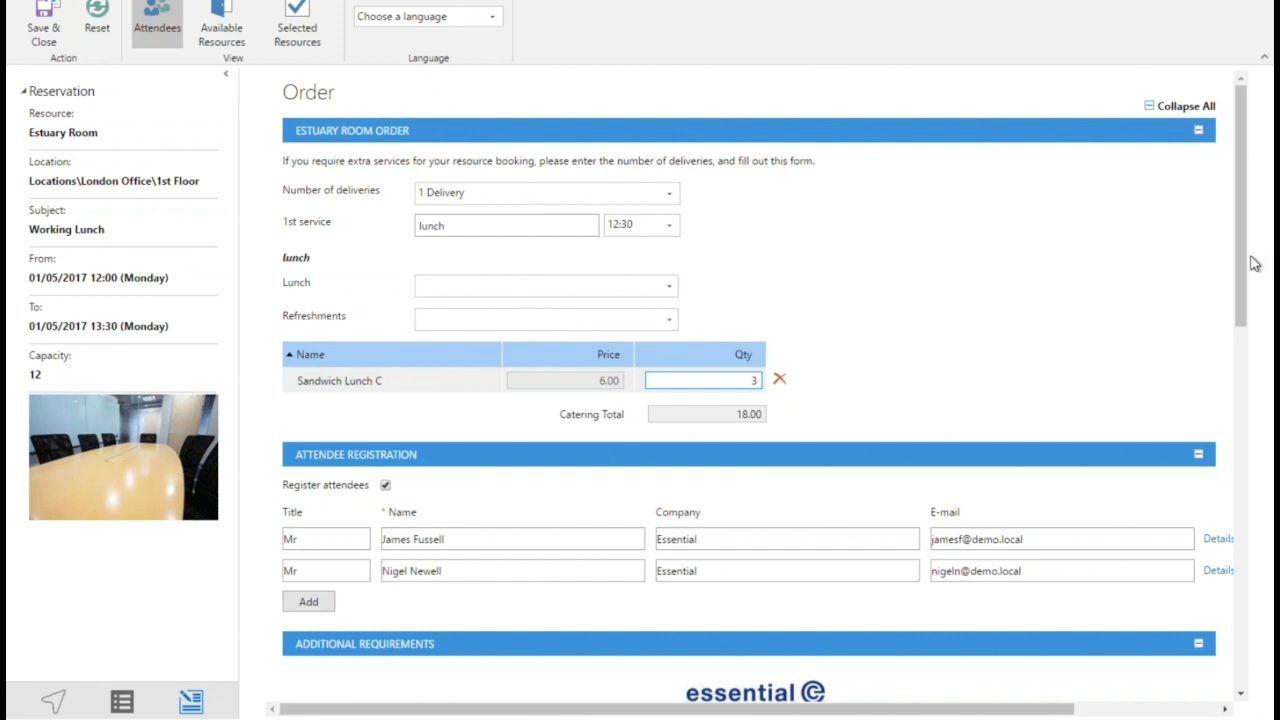 Save & Close
Reset
Attendees
Available Resources
Selected Resources
Choose a language
Action
View
Language
Reservation
Resource:
Estuary Room
Location:
Locations\London Office\1st Floor
Subject:
Working Lunch
From:
01/05/2017 12:00 (Monday)
To:
01/05/2017 13:30 (Monday)
Capacity:
12
Order
Collapse All
ESTUARY ROOM ORDER
If you require extra services for your resource booking, please enter the number of deliveries, and fill out this form.
Number of deliveries 1 Delivery
1st service lunch 12:30
lunch
Lunch
Refreshments
Name Price Qty
Sandwich Lunch C 6.00 3
Catering Total 18.00
ATTENDEE REGISTRATION
Register attendees
Title * Name Company E-mail
Mr James Fussell Essential jamesf@demo.local Details
Mr Nigel Newell Essential nigeln@demo.local Details
Add
ADDITIONAL REQUIREMENTS
essential